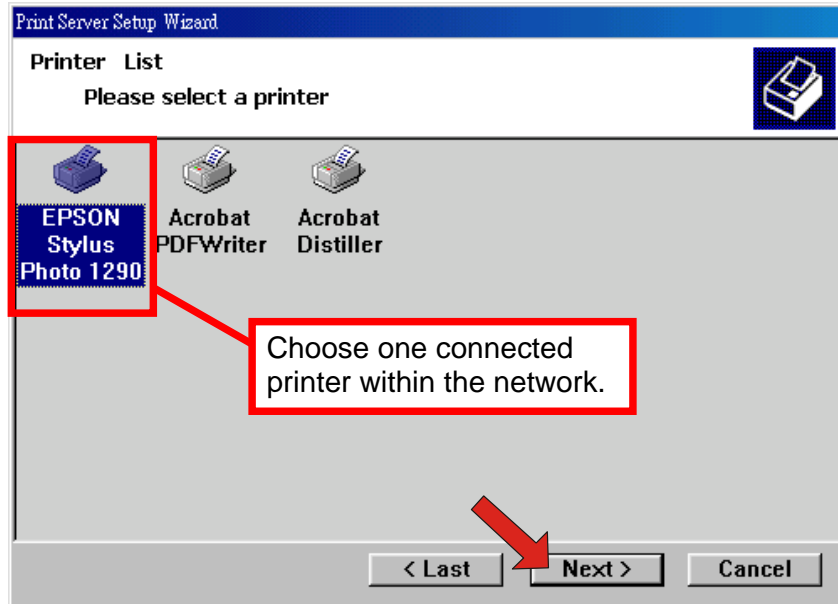 Print Server Setup Wizard
Printer List
Please select a printer
EPSON
Stylus
Photo 1290
Acrobat
PDFWriter
Acrobat
Distiller
Choose one connected
printer within the network.
< Last
Next >
Cancel